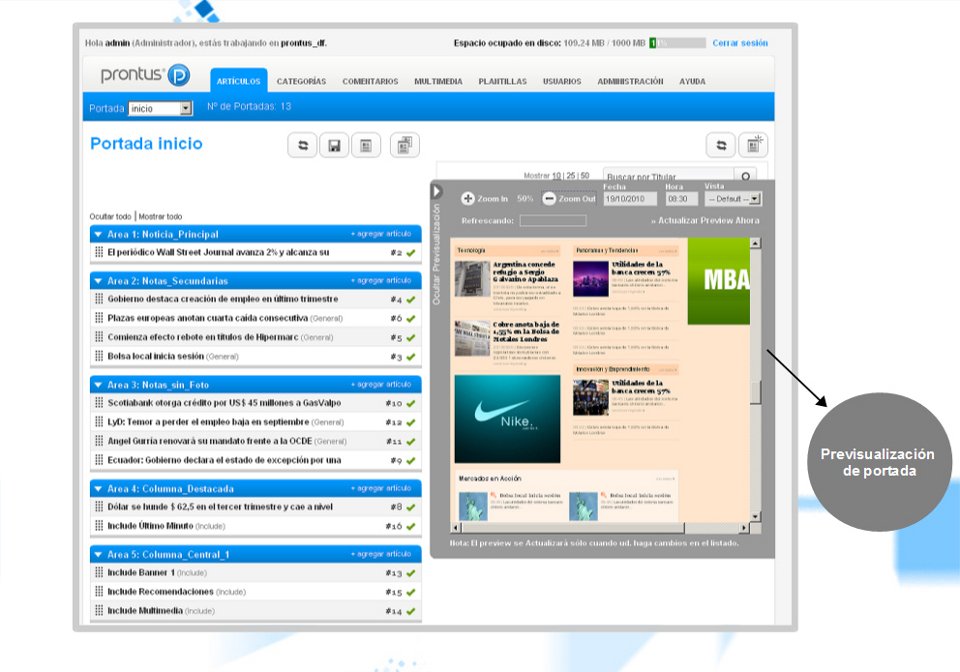 Hola admin (Administrador), estás trabajando en prontus_df.
Espacio ocupado en disco: 109.24 MB / 1000 MB
Cerrar sesión
prontus
ARTÍCULOS CATEGORÍAS COMENTARIOS MULTIMEDIA PLANTILLAS USUARIOS ADMINISTRACIÓN AYUDA
Portada inicio Nº de Portadas: 13
Portada inicio
Mostrar 10 | 25 | 50 Buscar por Titular
Ocultar todo | Mostrar todo
Area 1: Noticia_Principal + agregar artículo
El periódico Wall Street Journal avanza 2% y alcanza su #2
Area 2: Notas_Secundarias + agregar artículo
Gobierno destaca creación de empleo en último trimestre #4
Plazas europeas anotan cuarta caída consecutiva (General) #6
Comienza efecto rebote en títulos de Hipermarc (General) #5
Bolsa local inicia sesión (General) #3
Area 3: Notas_sin_Foto + agregar artículo
Scotiabank otorga crédito por US$ 45 millones a GasValpo #10
LyD: Temor a perder el empleo baja en septiembre (General) #12
Angel Gurria renovará su mandato frente a la OCDE (General) #11
Ecuador: Gobierno declara el estado de excepción por una #9
Area 4: Columna_Destacada + agregar artículo
Dólar se hunde $ 62,5 en el tercer trimestre y cae a nivel #8
Include Último Minuto (Include) #16
Area 5: Columna_Central_1 + agregar artículo
Include Banner 1 (Include) #13
Include Recomendaciones (Include) #15
Include Multimedia (Include) #14
Ocultar Previsualización
Fecha Hora Vista
Zoom In 50% Zoom Out 19/10/2010 08:30 -- Default --
Refrescando: » Actualizar Preview Ahora
Tecnología
Argentina concede
refugio a Sergio
Galvarino Apablaza
Cobre anota baja de
1,55% en la Bolsa de
Metales Londres
Nike.
Panoramas y Tendencias
Utilidades de la
banca crecen 57%
Innovación y Emprendimiento
Utilidades de la
banca crecen 57%
MBA
Mercados en Acción
Bolsa local inicia sesión
Bolsa local inicia sesión
Nota: El preview se Actualizará sólo cuando ud. haga cambios en el listado.
Previsualización
de portada